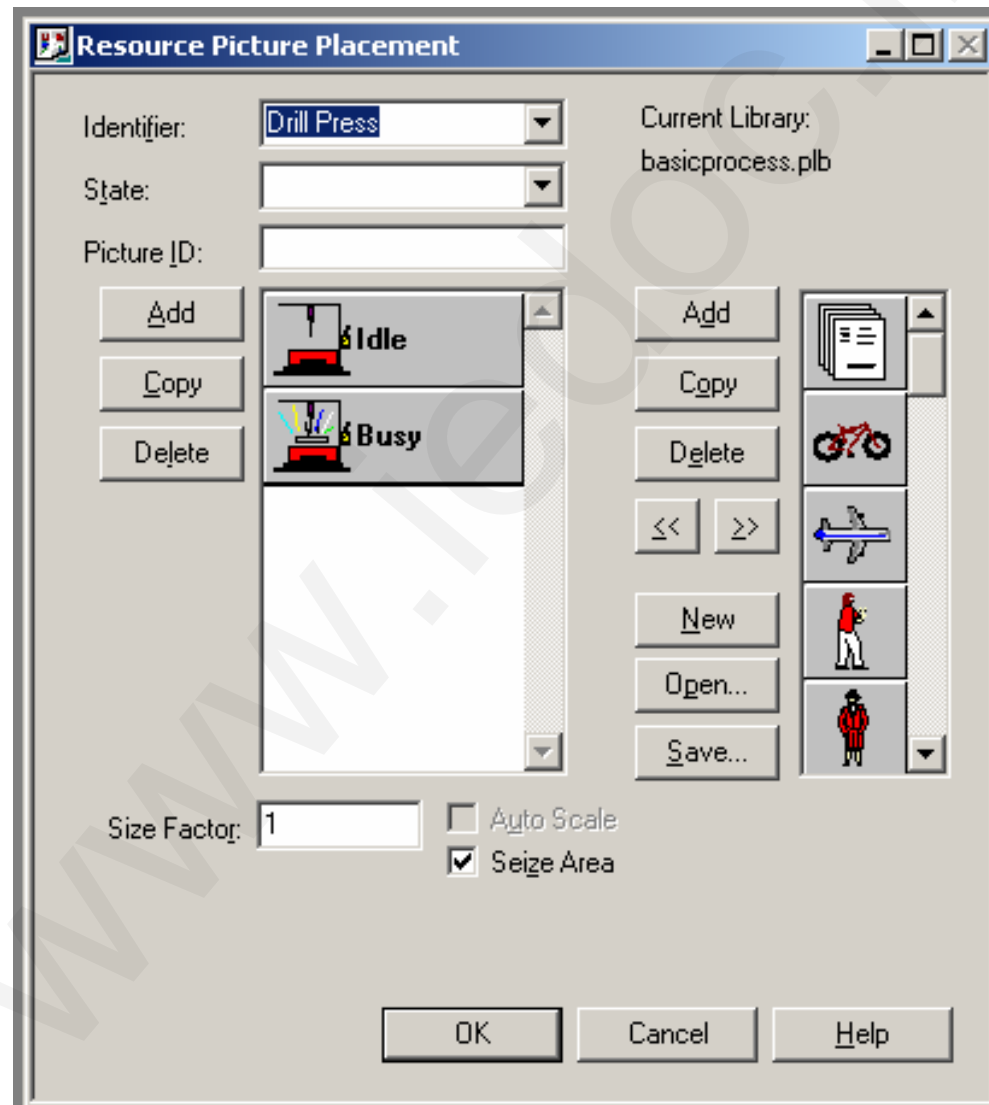 Resource Picture Placement
Identifier:
Drill Press
State:
Picture ID:
Add
Copy
Delete
Idle
Busy
Current Library:
basicprocess.plb
Add
Copy
Delete
<<
>>
New
Open...
Save...
Size Factor:
1
Auto Scale
Seize Area
OK
Cancel
Help